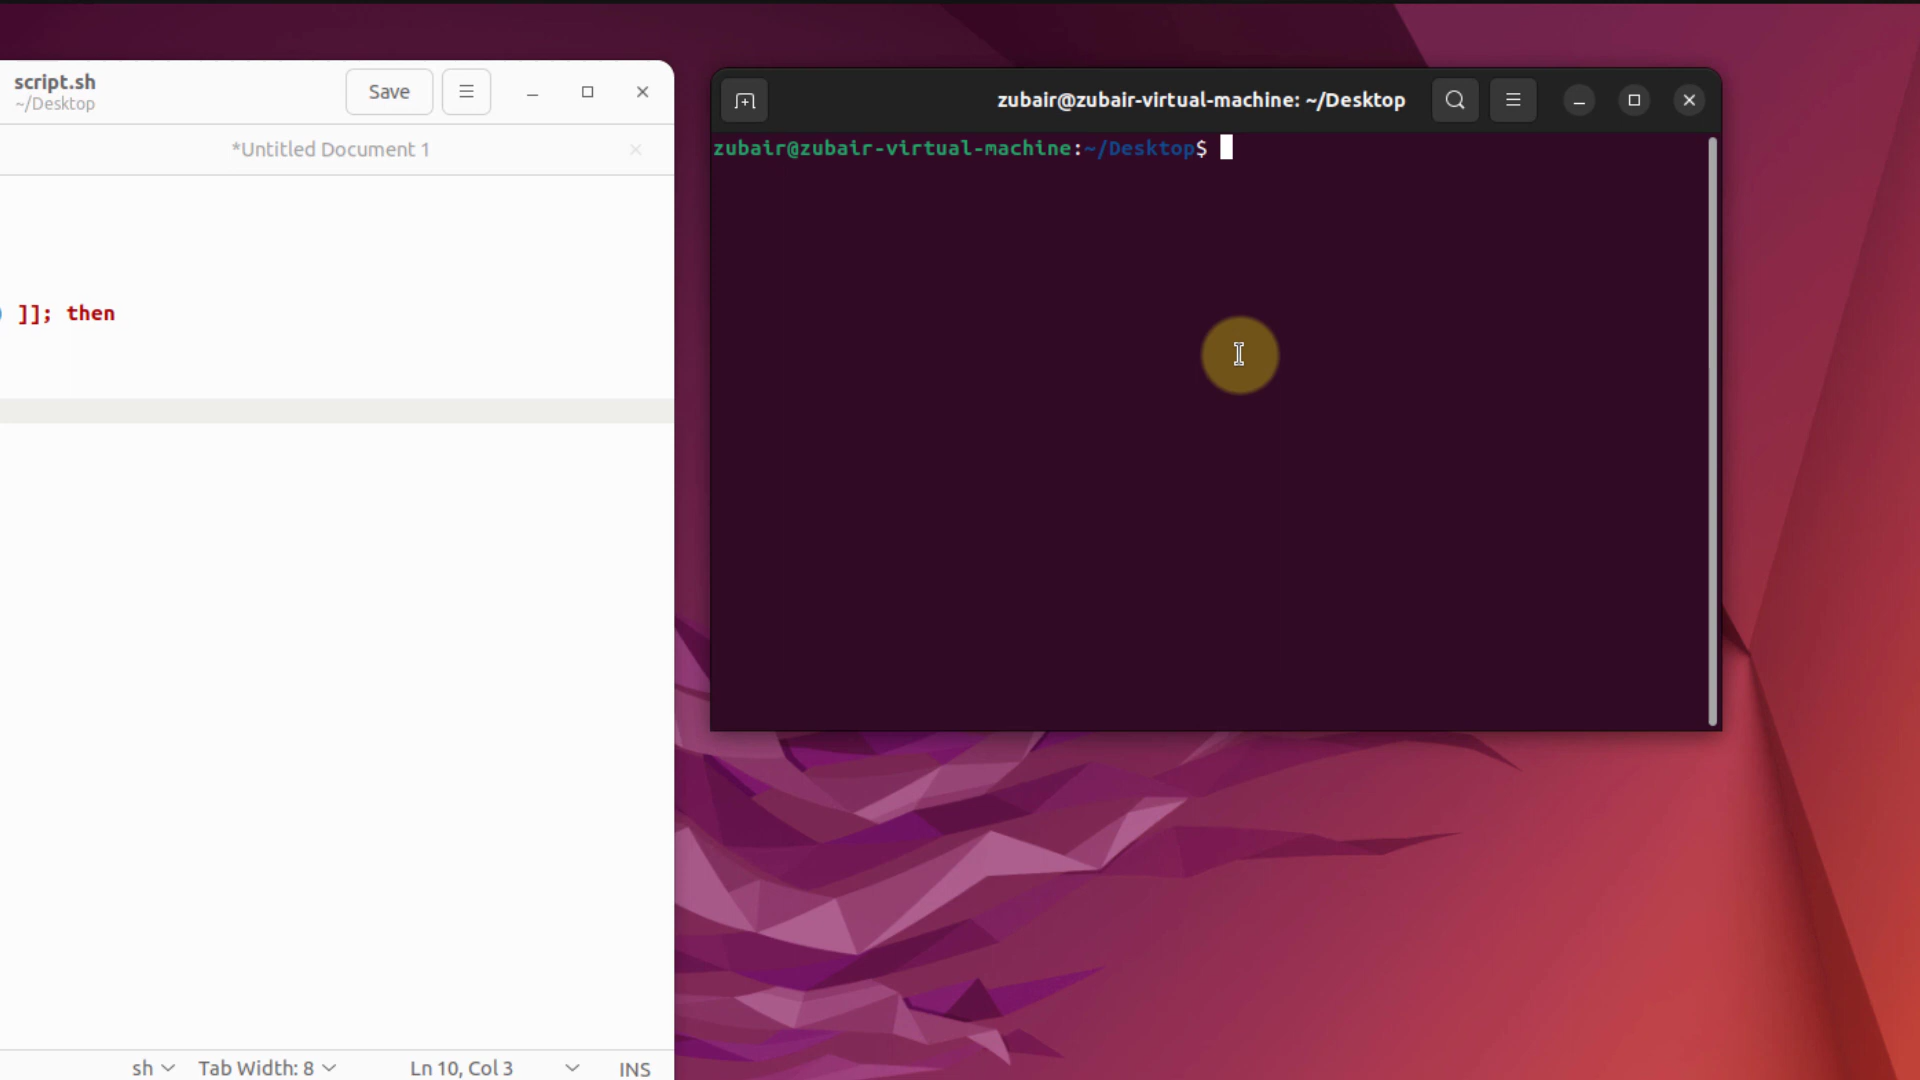 script.sh
~/Desktop
Save
*Untitled Document 1
]]; then
sh
Tab Width: 8
Ln 10, Col 3
INS
zubair@zubair-virtual-machine: ~/Desktop
zubair@zubair-virtual-machine:~/Desktop$